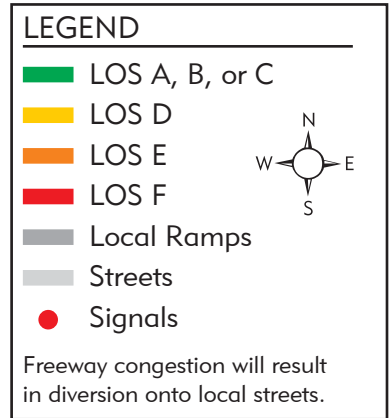 LEGEND
LOS A, B, or C
LOS D
LOS E
LOS F
Local Ramps
Streets
Signals
N
W E
S
Freeway congestion will result
in diversion onto local streets.